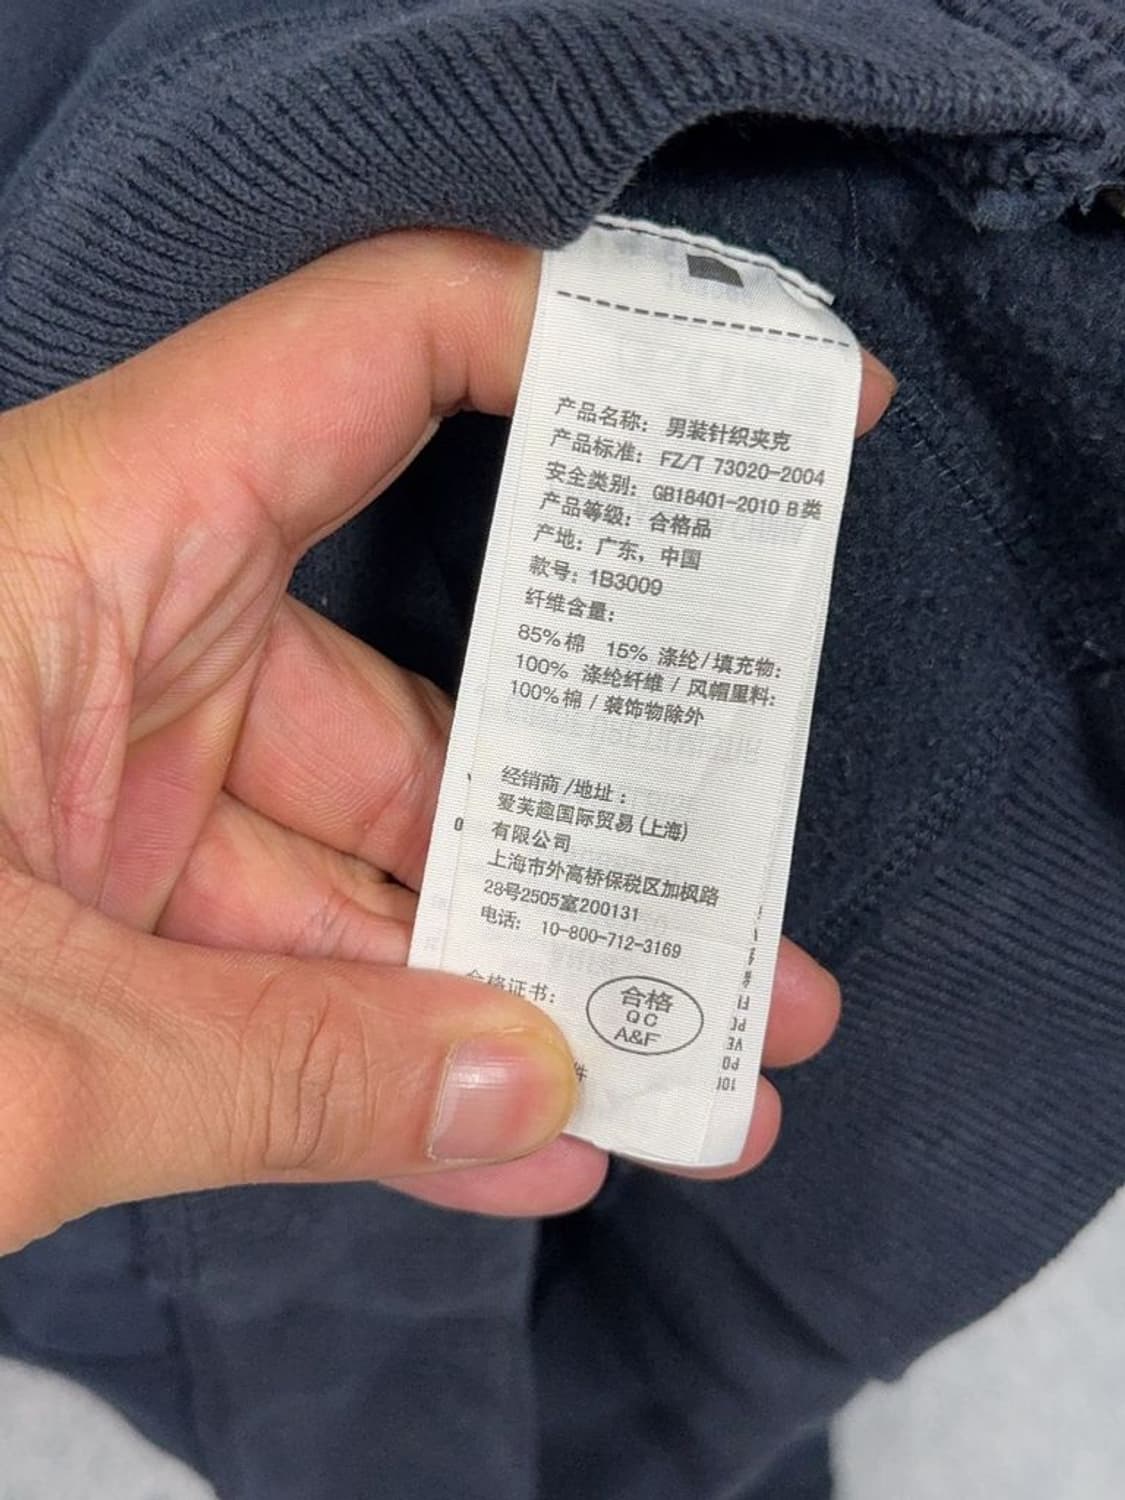 产品名称: 男装针织夹克
产品标准: FZ/T 73020-2004
安全类别: GB18401-2010 B类
产品等级: 合格品
产地: 广东, 中国
款号: 1B3009
纤维含量:
85%棉 15% 涤纶/填充物:
100% 涤纶纤维 / 风帽里料:
100%棉 / 装饰物除外
经销商/地址:
爱芙趣国际贸易(上海)
有限公司
上海市外高桥保税区加枫路
28号2505室200131
电话: 10-800-712-3169
合格证书:
合格
QC
A&F
件